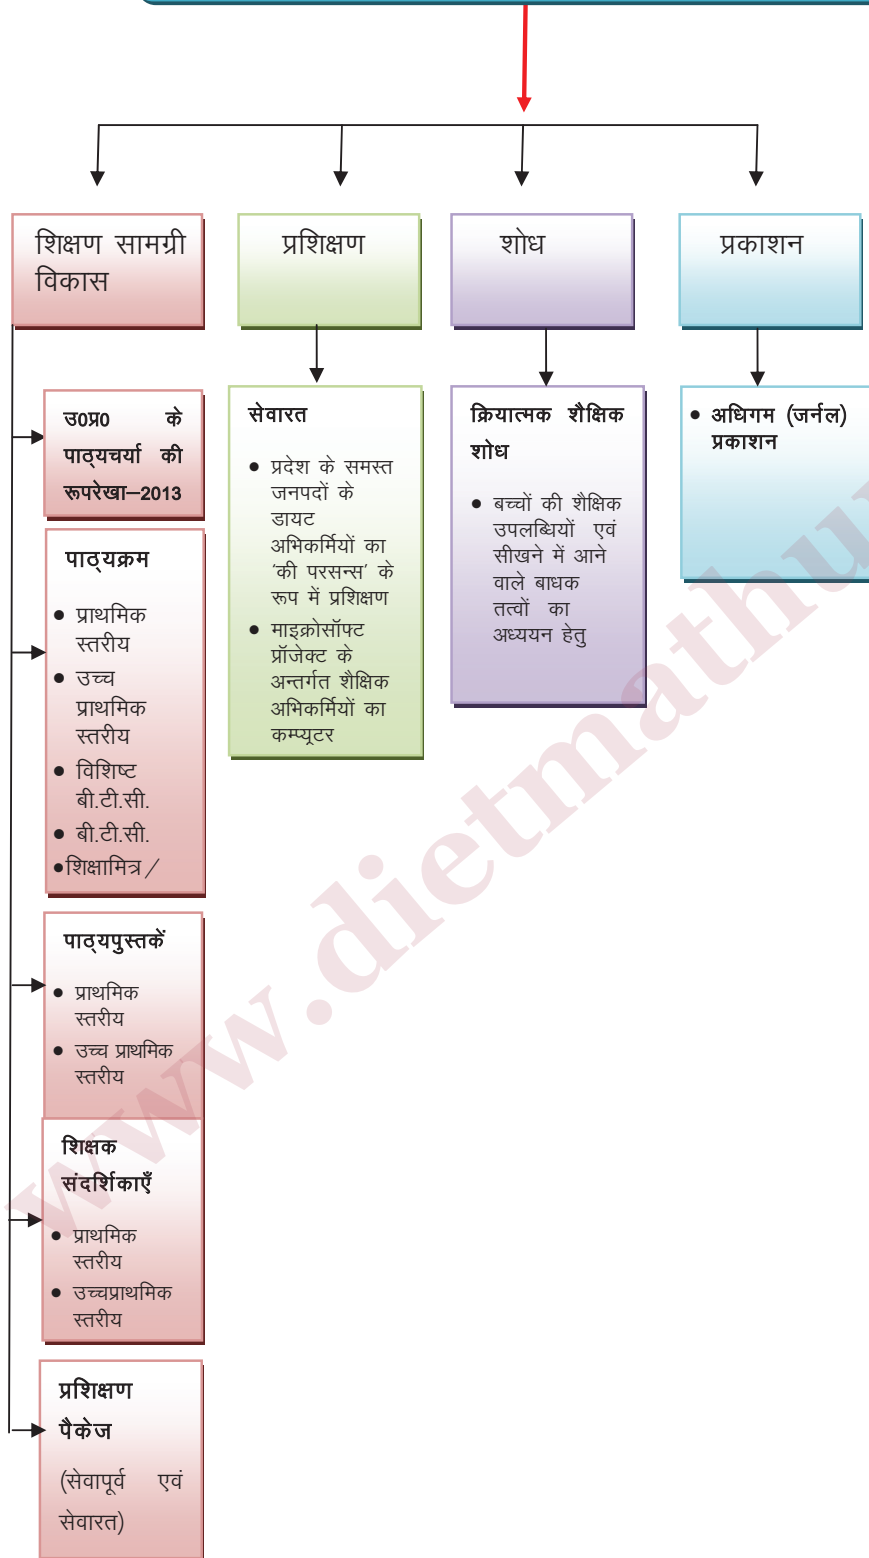 शिक्षण सामग्री
विकास
प्रशिक्षण
शोध
प्रकाशन
उ0प्र0 के
पाठ्यचर्या की
रूपरेखा–2013
पाठ्यक्रम
• प्राथमिक
स्तरीय
• उच्च
प्राथमिक
स्तरीय
• विशिष्ट
बी.टी.सी.
• बी.टी.सी.
•शिक्षामित्र /
पाठ्यपुस्तकें
• प्राथमिक
स्तरीय
• उच्च प्राथमिक
स्तरीय
शिक्षक
संदर्शिकाएँ
• प्राथमिक
स्तरीय
• उच्चप्राथमिक
स्तरीय
प्रशिक्षण
पैकेज
(सेवापूर्व एवं
सेवारत)
सेवारत
• प्रदेश के समस्त
जनपदों के
डायट
अभिकर्मियों का
'की परसन्स' के
रूप में प्रशिक्षण
• माइक्रोसॉफ्ट
प्रॉजेक्ट के
अन्तर्गत शैक्षिक
अभिकर्मियों का
कम्प्यूटर
क्रियात्मक शैक्षिक
शोध
• बच्चों की शैक्षिक
उपलब्धियों एवं
सीखने में आने
वाले बाधक
तत्वों का
अध्ययन हेतु
• अधिगम (जर्नल)
प्रकाशन
www.dietmathu